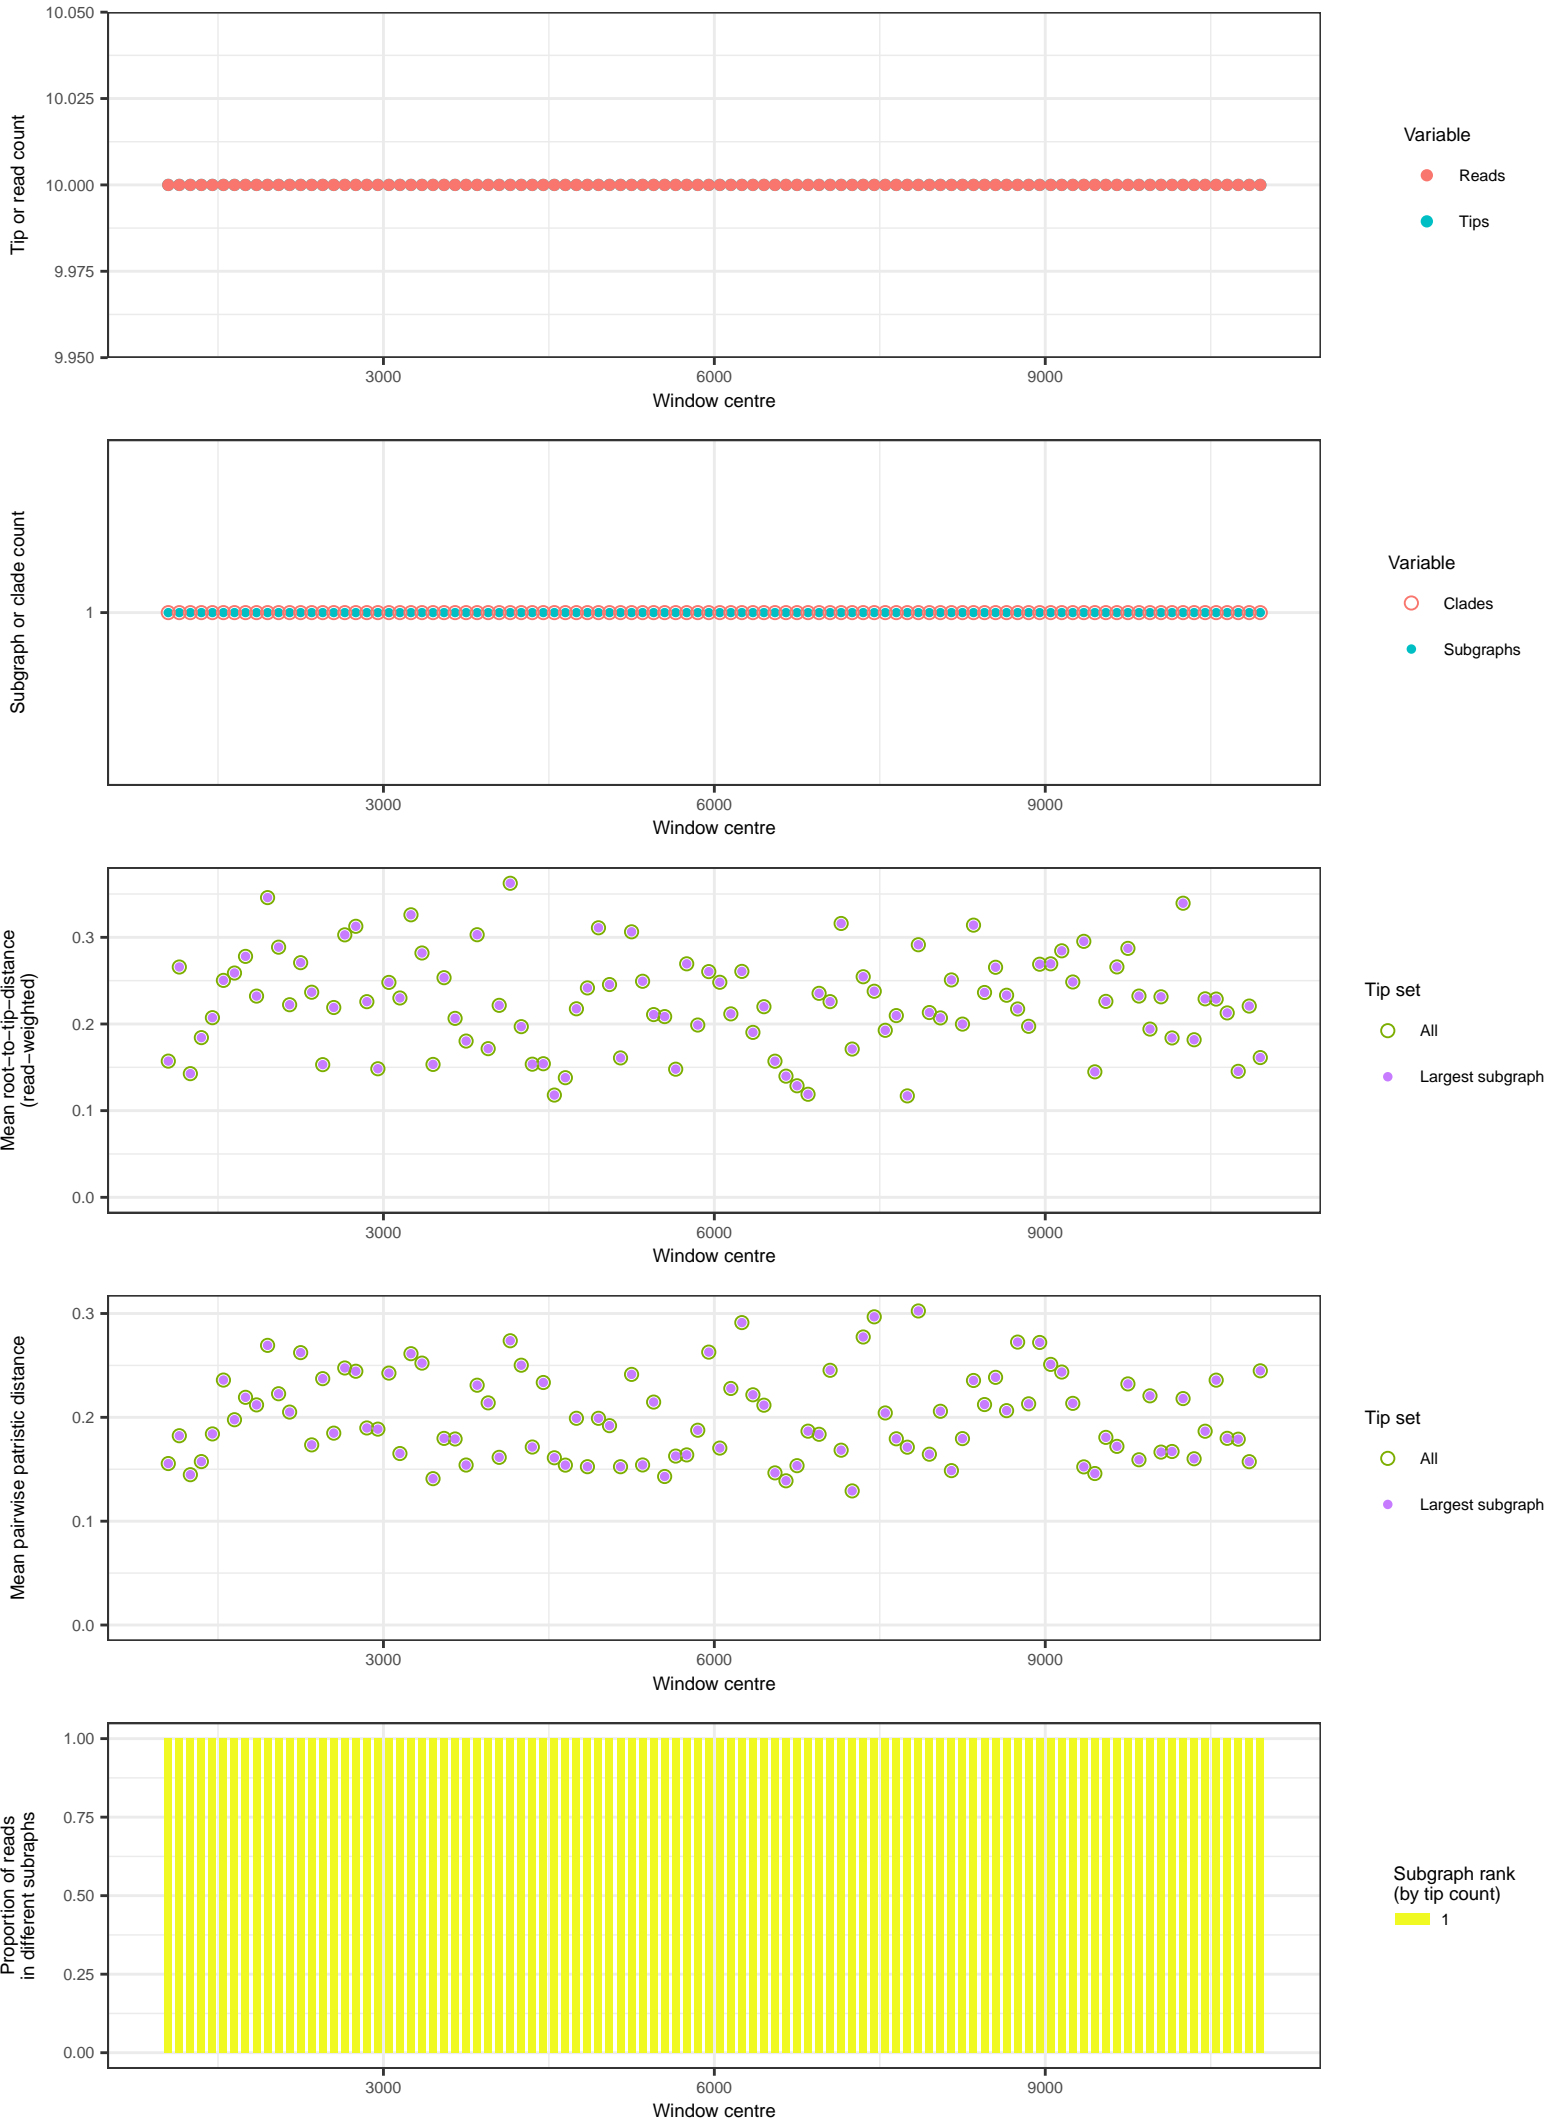 10.050
10.025
10.000
9.975
9.950
Tip or read count
3000 6000 9000
Window centre
Variable
Reads
Tips
1
Subgraph or clade count
3000 6000 9000
Window centre
Variable
Clades
Subgraphs
0.3
0.2
0.1
0.0
Mean root−to−tip−distance
(read−weighted)
3000 6000 9000
Window centre
Tip set
All
Largest subgraph
0.3
0.2
0.1
0.0
Mean pairwise patristic distance
3000 6000 9000
Window centre
Tip set
All
Largest subgraph
1.00
0.75
0.50
0.25
0.00
Proportion of reads
in different subraphs
3000 6000 9000
Window centre
Subgraph rank
(by tip count)
1